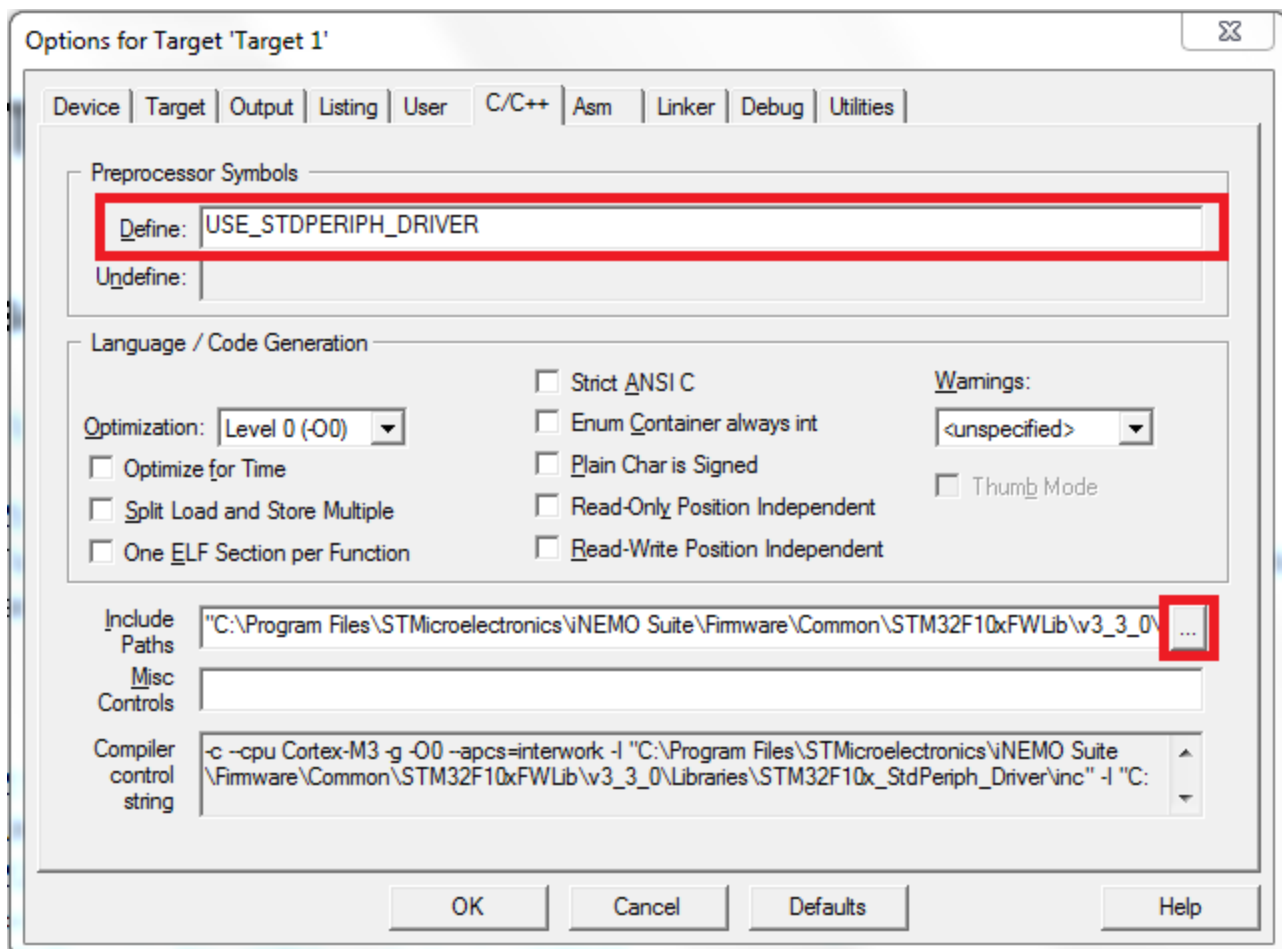 Options for Target 'Target 1'
Device Target Output Listing User C/C++ Asm Linker Debug Utilities
Preprocessor Symbols
Define: USE_STDPERIPH_DRIVER
Undefine:
Language / Code Generation
Optimization: Level 0 (-O0)
Optimize for Time
Split Load and Store Multiple
One ELF Section per Function
Strict ANSI C
Enum Container always int
Plain Char is Signed
Read-Only Position Independent
Read-Write Position Independent
Warnings:
<unspecified>
Thumb Mode
Include
Paths
"C:\Program Files\STMicroelectronics\iNEMO Suite\Firmware\Common\STM32F10xFWLib\v3_3_0\
...
Misc
Controls
Compiler
control
string
-c --cpu Cortex-M3 -g -O0 --apcs=interwork -I "C:\Program Files\STMicroelectronics\iNEMO Suite
\Firmware\Common\STM32F10xFWLib\v3_3_0\Libraries\STM32F10x_StdPeriph_Driver\inc" -I "C:
OK Cancel Defaults Help